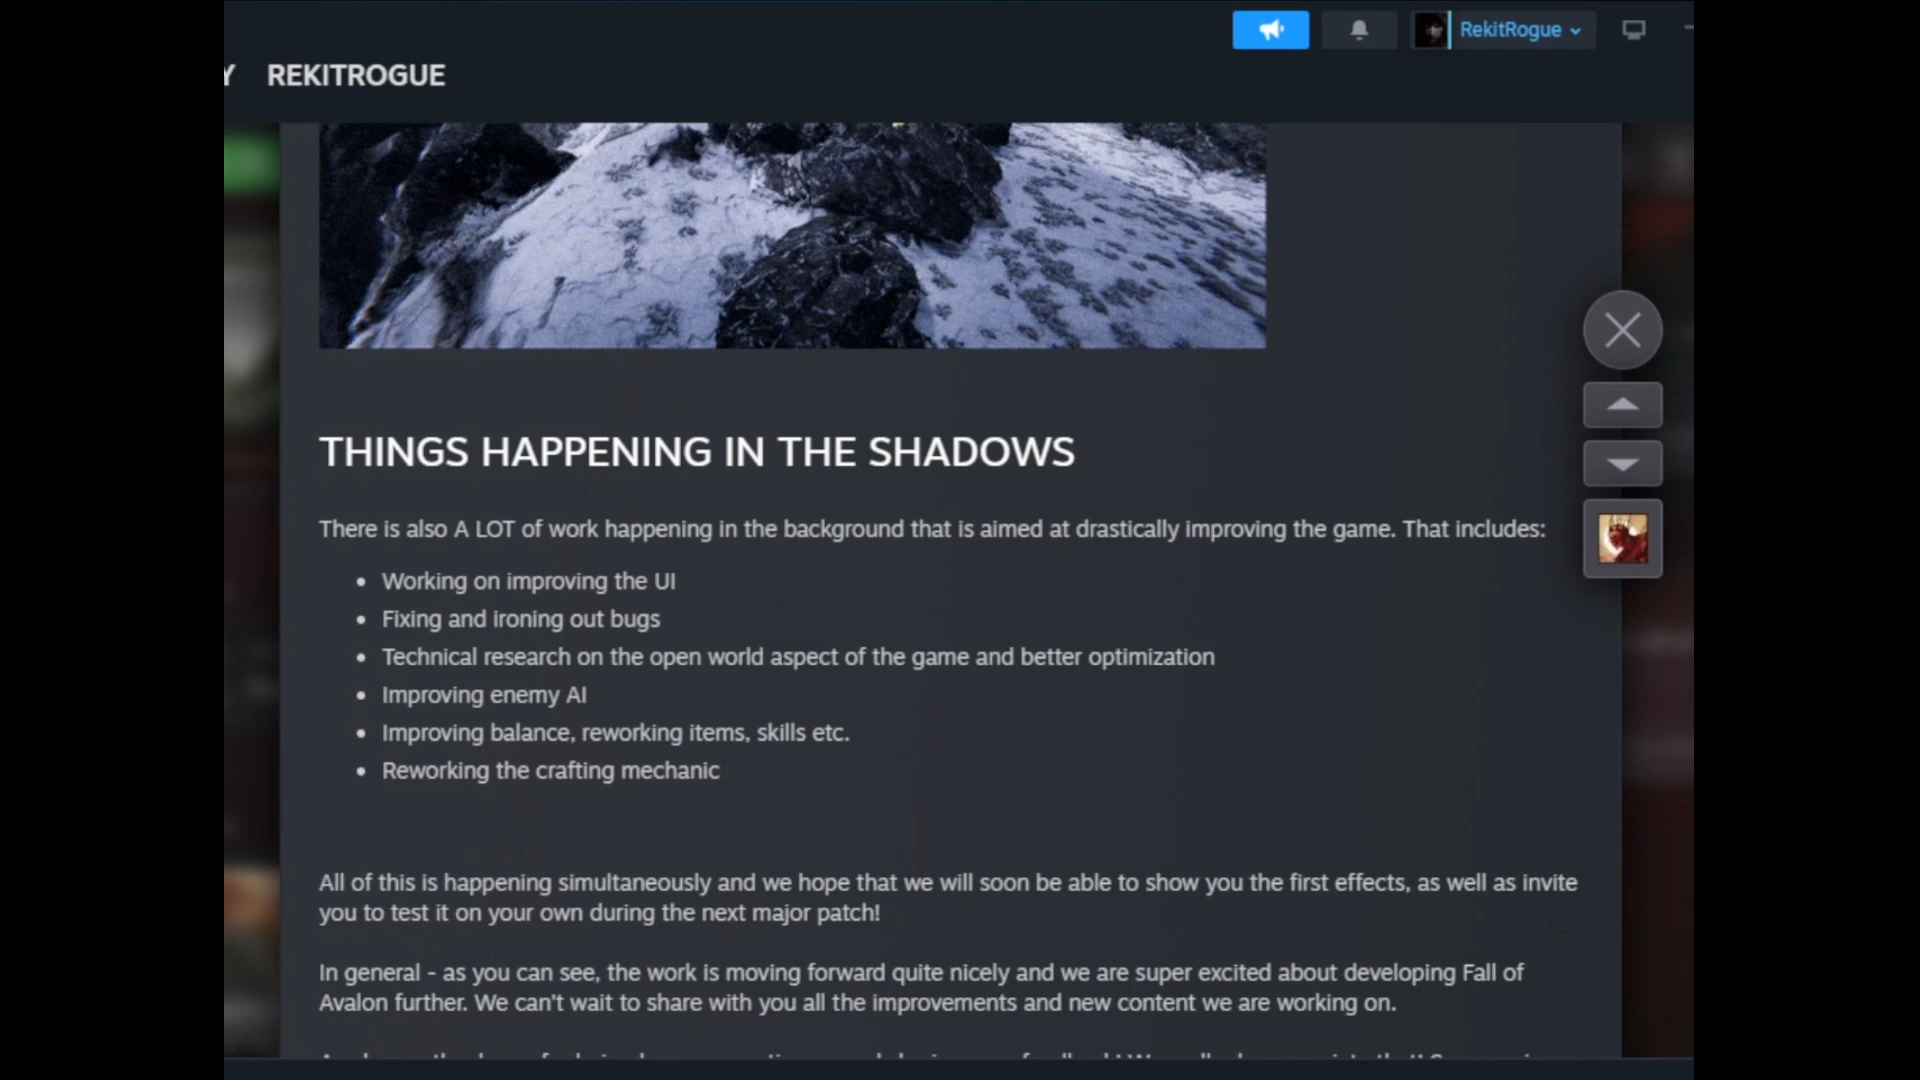 RekitRogue
Y REKITROGUE
THINGS HAPPENING IN THE SHADOWS
There is also A LOT of work happening in the background that is aimed at drastically improving the game. That includes:
• Working on improving the UI
• Fixing and ironing out bugs
• Technical research on the open world aspect of the game and better optimization
• Improving enemy AI
• Improving balance, reworking items, skills etc.
• Reworking the crafting mechanic
All of this is happening simultaneously and we hope that we will soon be able to show you the first effects, as well as invite
you to test it on your own during the next major patch!
In general - as you can see, the work is moving forward quite nicely and we are super excited about developing Fall of
Avalon further. We can't wait to share with you all the improvements and new content we are working on.